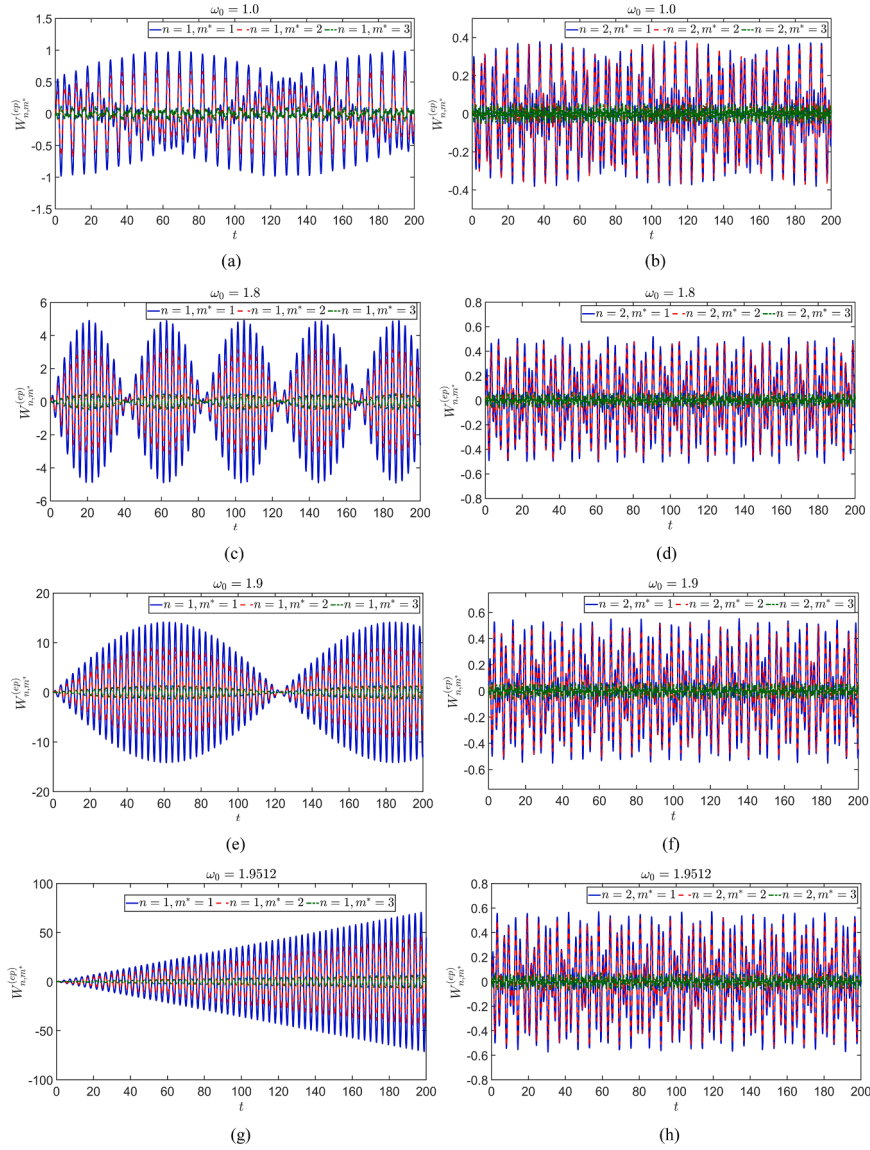 ω₀ = 1.0
n = 1, m* = 1 n = 1, m* = 2 n = 1, m* = 3
1.5
1
0.5
0
-0.5
-1
-1.5
W_{n,m*}^{(ep)}
0 20 40 60 80 100 120 140 160 180 200
t
(a)
ω₀ = 1.0
n = 2, m* = 1 n = 2, m* = 2 n = 2, m* = 3
0.4
0.2
0
-0.2
-0.4
W_{n,m*}^{(ep)}
0 20 40 60 80 100 120 140 160 180 200
t
(b)
ω₀ = 1.8
n = 1, m* = 1 n = 1, m* = 2 n = 1, m* = 3
6
4
2
0
-2
-4
-6
W_{n,m*}^{(ep)}
0 20 40 60 80 100 120 140 160 180 200
t
(c)
ω₀ = 1.8
n = 2, m* = 1 n = 2, m* = 2 n = 2, m* = 3
0.8
0.6
0.4
0.2
0
-0.2
-0.4
-0.6
-0.8
W_{n,m*}^{(ep)}
0 20 40 60 80 100 120 140 160 180 200
t
(d)
ω₀ = 1.9
n = 1, m* = 1 n = 1, m* = 2 n = 1, m* = 3
20
10
0
-10
-20
W_{n,m*}^{(ep)}
0 20 40 60 80 100 120 140 160 180 200
t
(e)
ω₀ = 1.9
n = 2, m* = 1 n = 2, m* = 2 n = 2, m* = 3
0.6
0.4
0.2
0
-0.2
-0.4
-0.6
W_{n,m*}^{(ep)}
0 20 40 60 80 100 120 140 160 180 200
t
(f)
ω₀ = 1.9512
n = 1, m* = 1 n = 1, m* = 2 n = 1, m* = 3
100
50
0
-50
-100
W_{n,m*}^{(ep)}
0 20 40 60 80 100 120 140 160 180 200
t
(g)
ω₀ = 1.9512
n = 2, m* = 1 n = 2, m* = 2 n = 2, m* = 3
0.8
0.6
0.4
0.2
0
-0.2
-0.4
-0.6
0.8
W_{n,m*}^{(ep)}
0 20 40 60 80 100 120 140 160 180 200
t
(h)